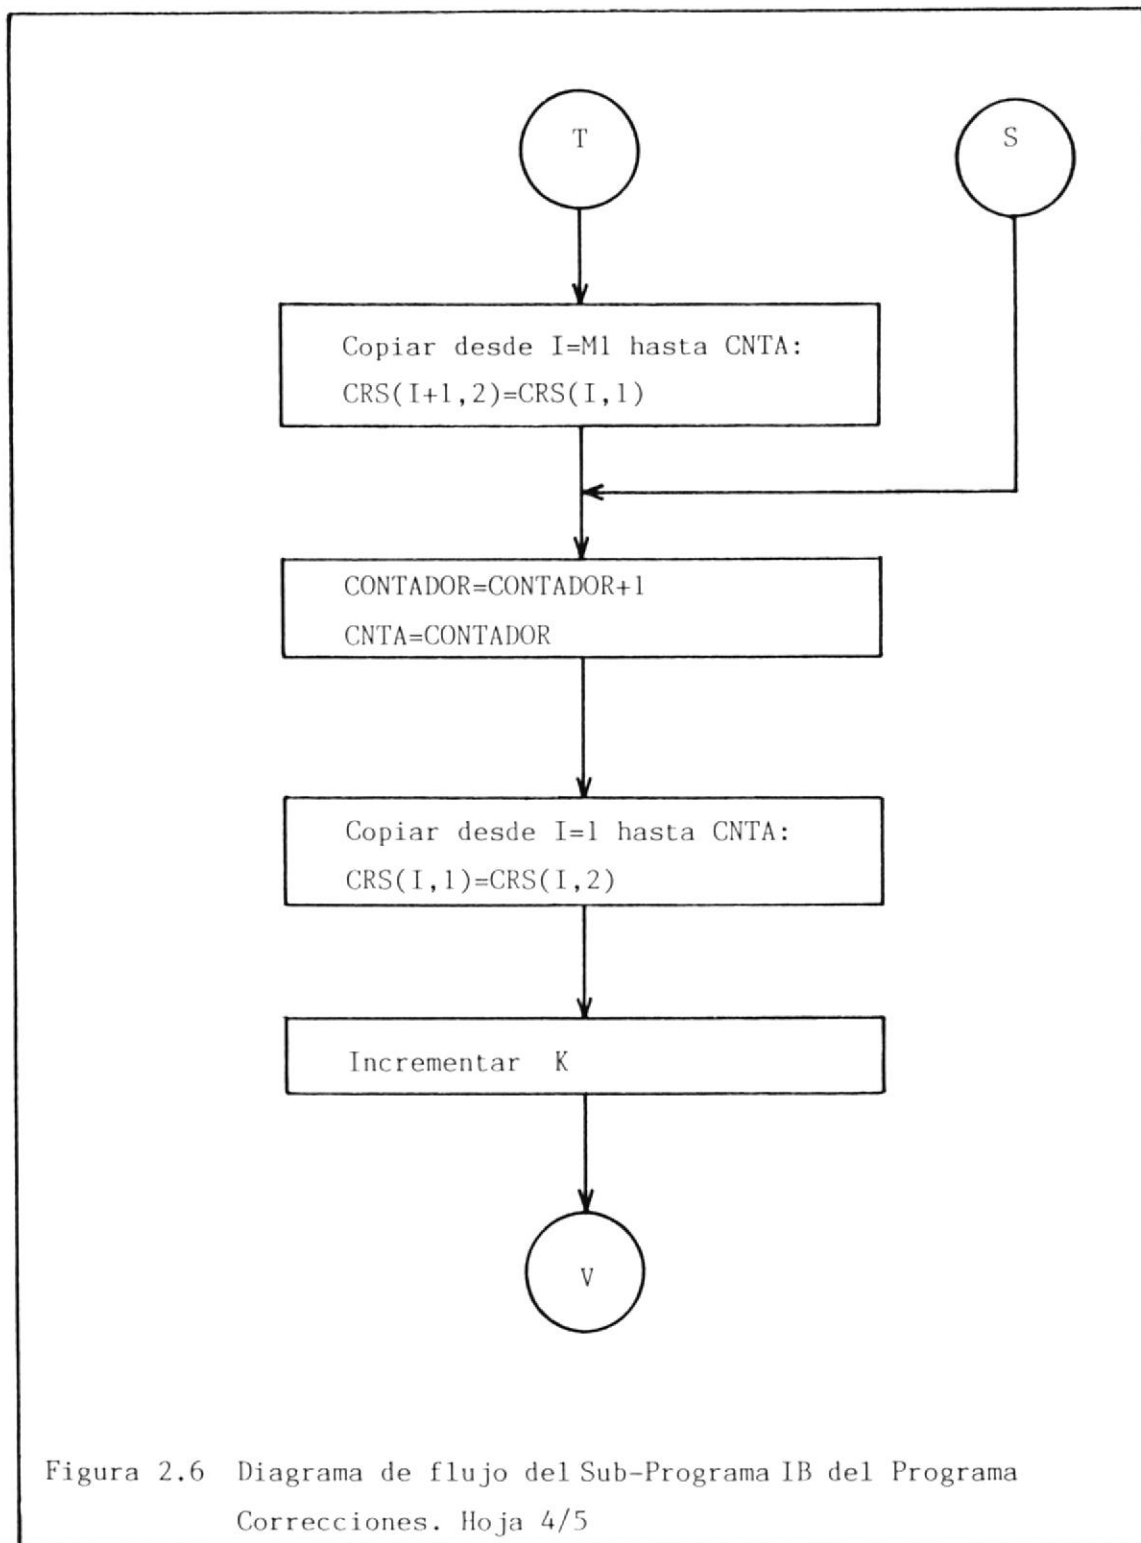 T
S
Copiar desde I=M1 hasta CNTA:
CRS(I+1,2)=CRS(I,1)
CONTADOR=CONTADOR+1
CNTA=CONTADOR
Copiar desde I=1 hasta CNTA:
CRS(I,1)=CRS(I,2)
Incrementar K
V
Figura 2.6 Diagrama de flujo del Sub-Programa IB del Programa
Correcciones. Hoja 4/5